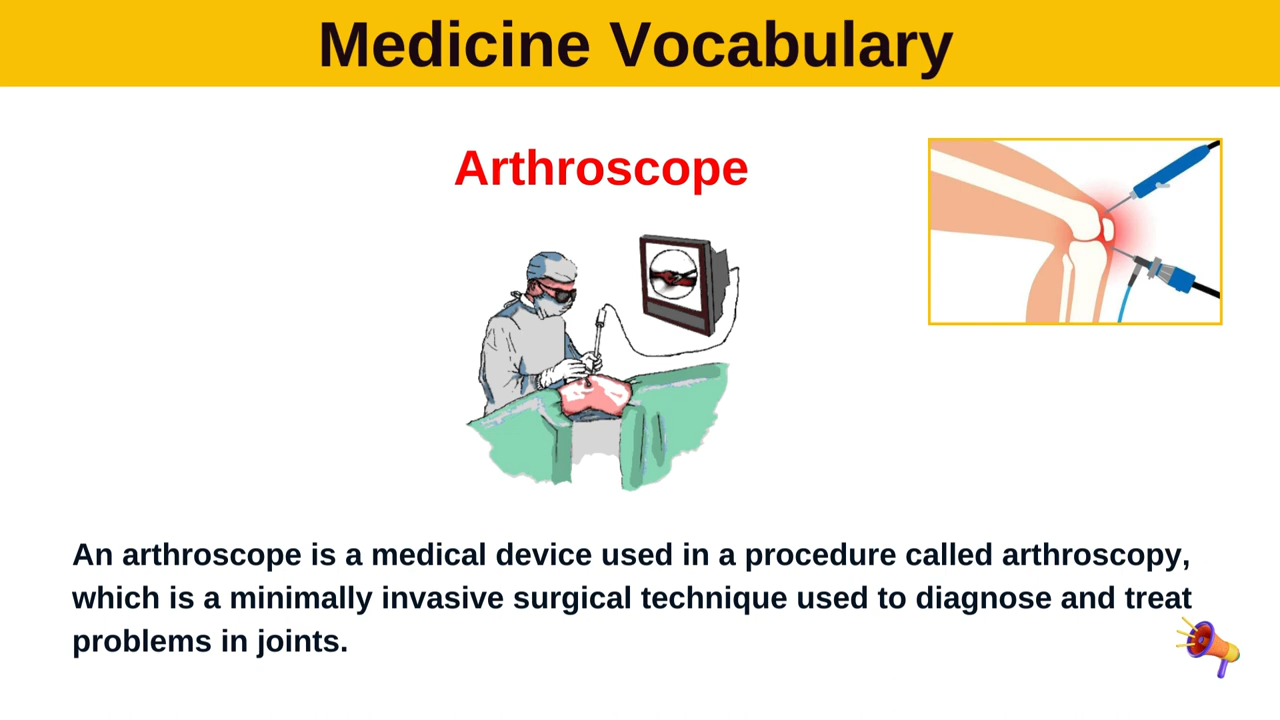 Medicine Vocabulary
Arthroscope
An arthroscope is a medical device used in a procedure called arthroscopy,
which is a minimally invasive surgical technique used to diagnose and treat
problems in joints.